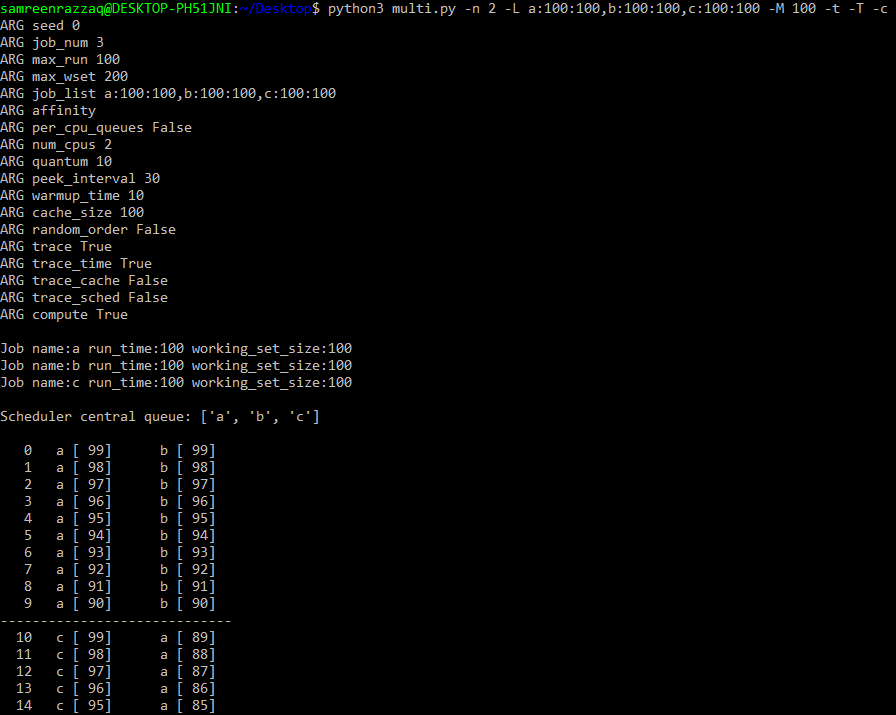 samreenrazzaq@DESKTOP-PH51JNI:~/Desktop$ python3 multi.py -n 2 -L a:100:100,b:100:100,c:100:100 -M 100 -t -T -c
ARG seed 0
ARG job_num 3
ARG max_run 100
ARG max_wset 200
ARG job_list a:100:100,b:100:100,c:100:100
ARG affinity
ARG per_cpu_queues False
ARG num_cpus 2
ARG quantum 10
ARG peek_interval 30
ARG warmup_time 10
ARG cache_size 100
ARG random_order False
ARG trace True
ARG trace_time True
ARG trace_cache False
ARG trace_sched False
ARG compute True

Job name:a run_time:100 working_set_size:100
Job name:b run_time:100 working_set_size:100
Job name:c run_time:100 working_set_size:100

Scheduler central queue: ['a', 'b', 'c']

   0   a [ 99]      b [ 99]
   1   a [ 98]      b [ 98]
   2   a [ 97]      b [ 97]
   3   a [ 96]      b [ 96]
   4   a [ 95]      b [ 95]
   5   a [ 94]      b [ 94]
   6   a [ 93]      b [ 93]
   7   a [ 92]      b [ 92]
   8   a [ 91]      b [ 91]
   9   a [ 90]      b [ 90]
-----------------------------
  10   c [ 99]      a [ 89]
  11   c [ 98]      a [ 88]
  12   c [ 97]      a [ 87]
  13   c [ 96]      a [ 86]
  14   c [ 95]      a [ 85]